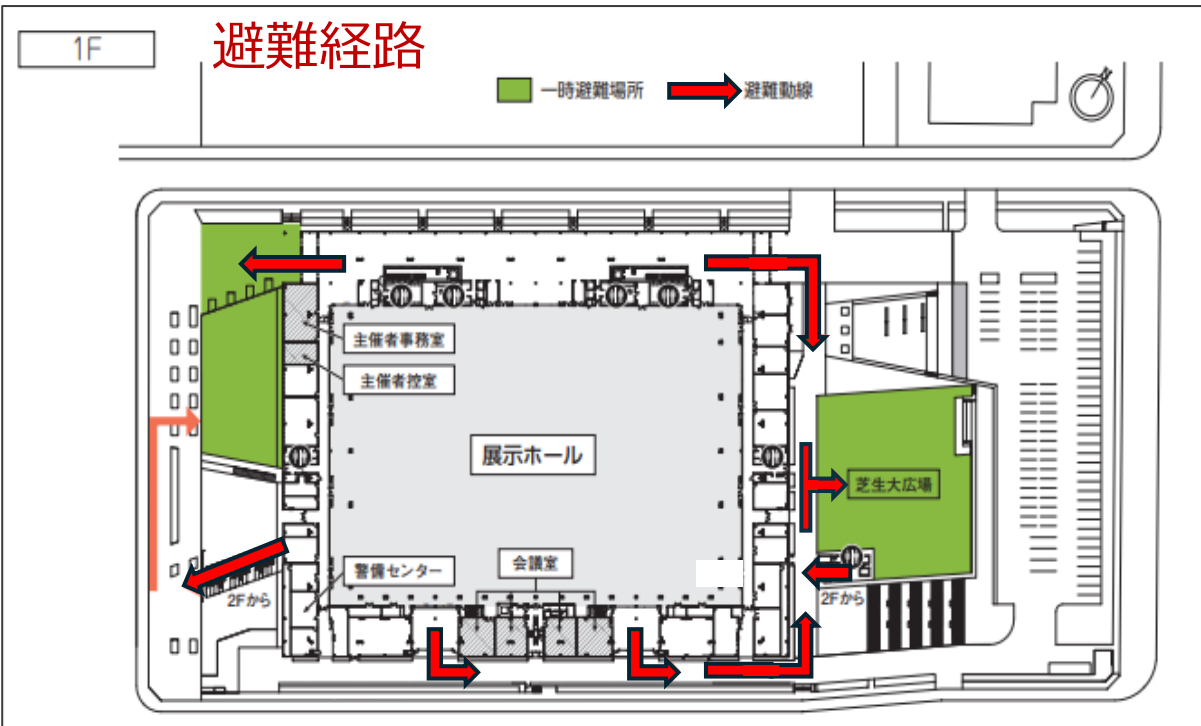 1F
避難経路
一時避難場所
避難動線
主催者事務室
主催者控室
展示ホール
芝生大広場
警備センター
会議室
2Fから
2Fから